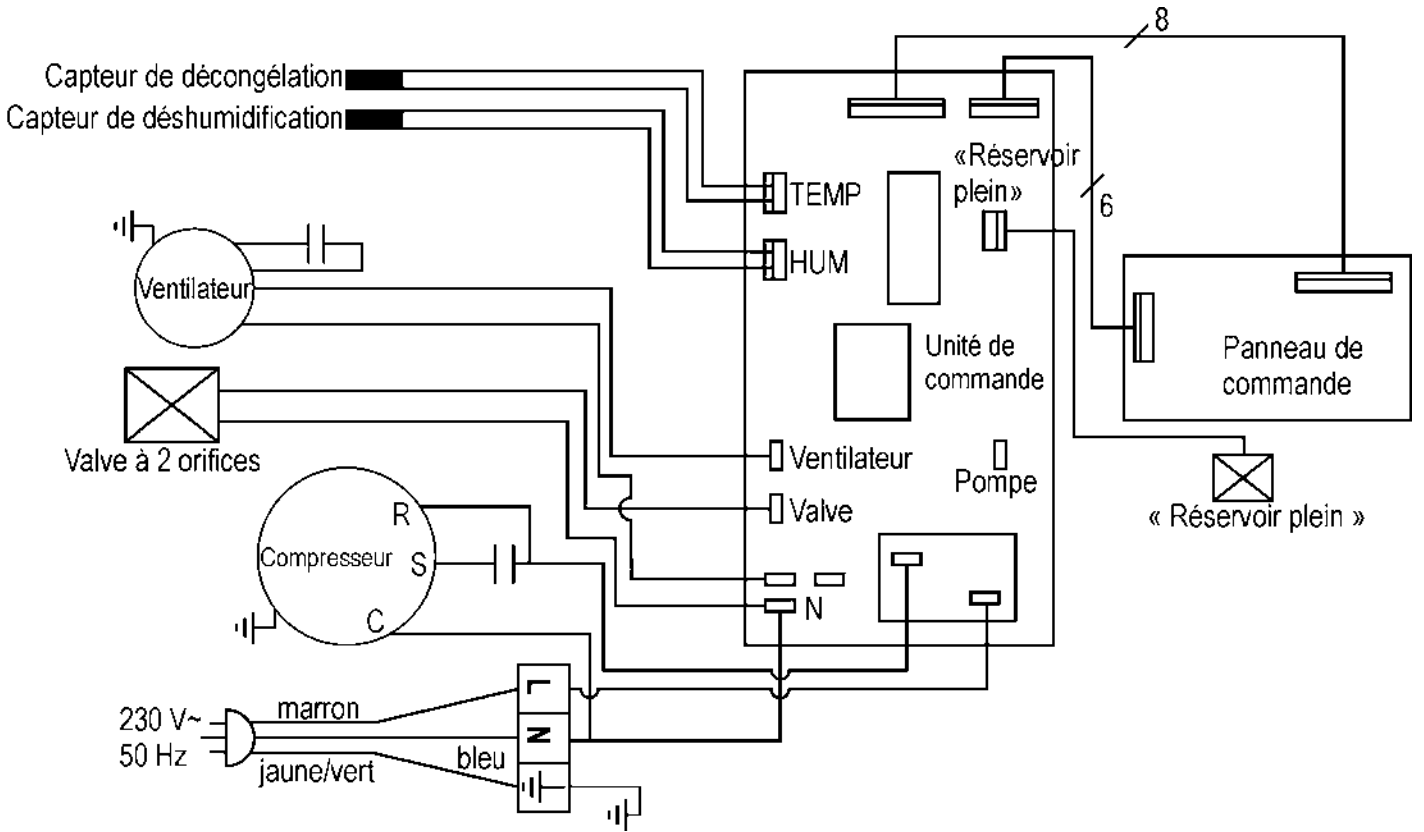 8
Capteur de décongélation
Capteur de déshumidification
«Réservoir
plein»
TEMP
6
HUM
Ventilateur
Unité de
commande
Panneau de
commande
Valve à 2 orifices
Ventilateur
Pompe
Valve
« Réservoir plein »
R
Compresseur
S
C
N
L
marron
230 V~
50 Hz
N
bleu
jaune/vert